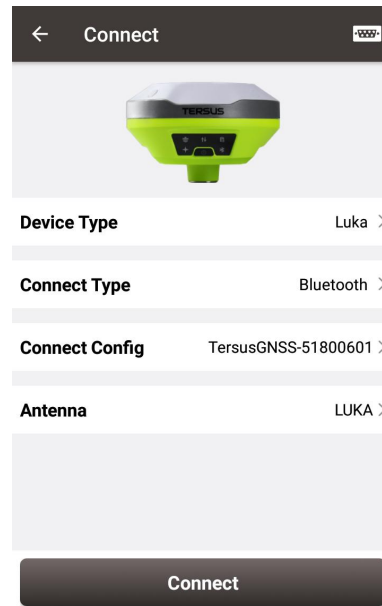 Connect
TERSUS
Device Type Luka
Connect Type Bluetooth
Connect Config TersusGNSS-51800601
Antenna LUKA
Connect